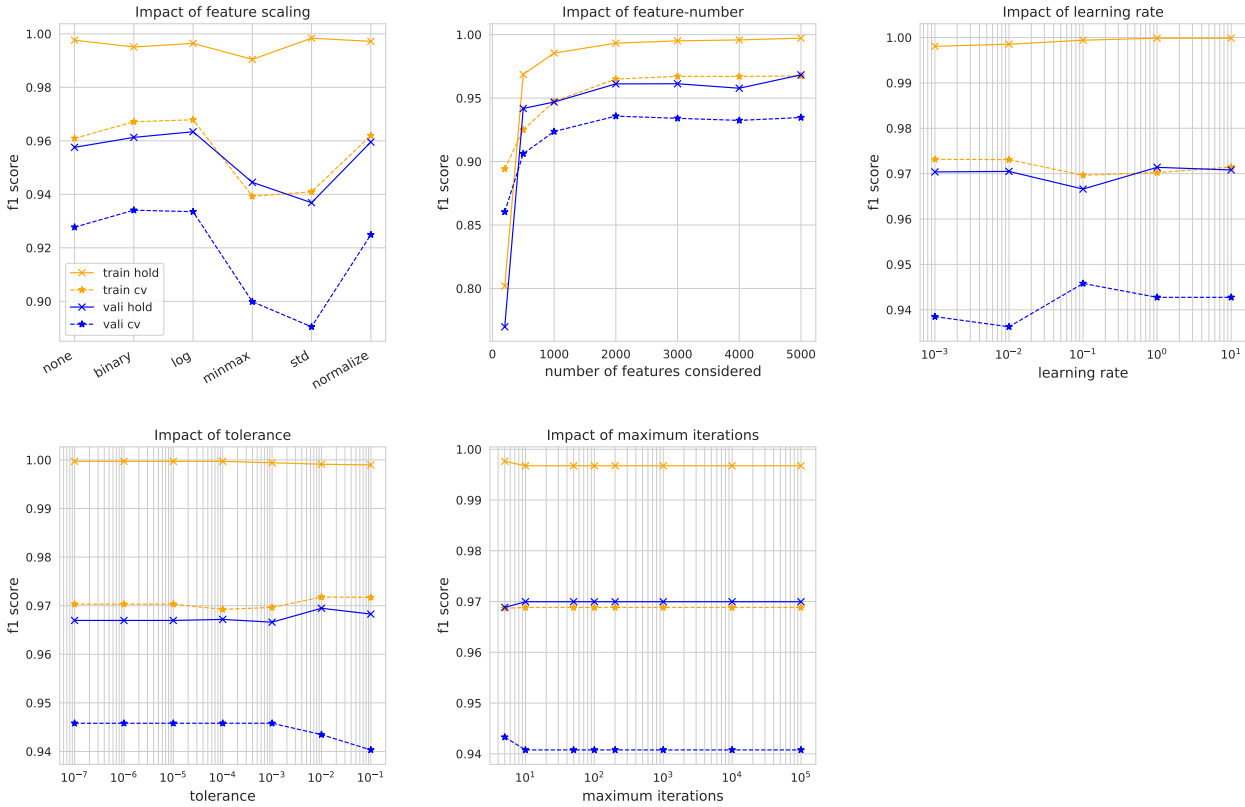 Impact of feature scaling
f1 score
1.00
0.98
0.96
0.94
0.92
0.90
train hold
train cv
vali hold
vali cv
none
binary
log
minmax
std
normalize
Impact of feature-number
f1 score
1.00
0.95
0.90
0.85
0.80
0
1000
2000
3000
4000
5000
number of features considered
Impact of learning rate
f1 score
1.00
0.99
0.98
0.97
0.96
0.95
0.94
10⁻³
10⁻²
10⁻¹
10⁰
10¹
learning rate
Impact of tolerance
f1 score
1.00
0.99
0.98
0.97
0.96
0.95
0.94
10⁻⁷
10⁻⁶
10⁻⁵
10⁻⁴
10⁻³
10⁻²
10⁻¹
tolerance
Impact of maximum iterations
f1 score
1.00
0.99
0.98
0.97
0.96
0.95
0.94
10¹
10²
10³
10⁴
10⁵
maximum iterations